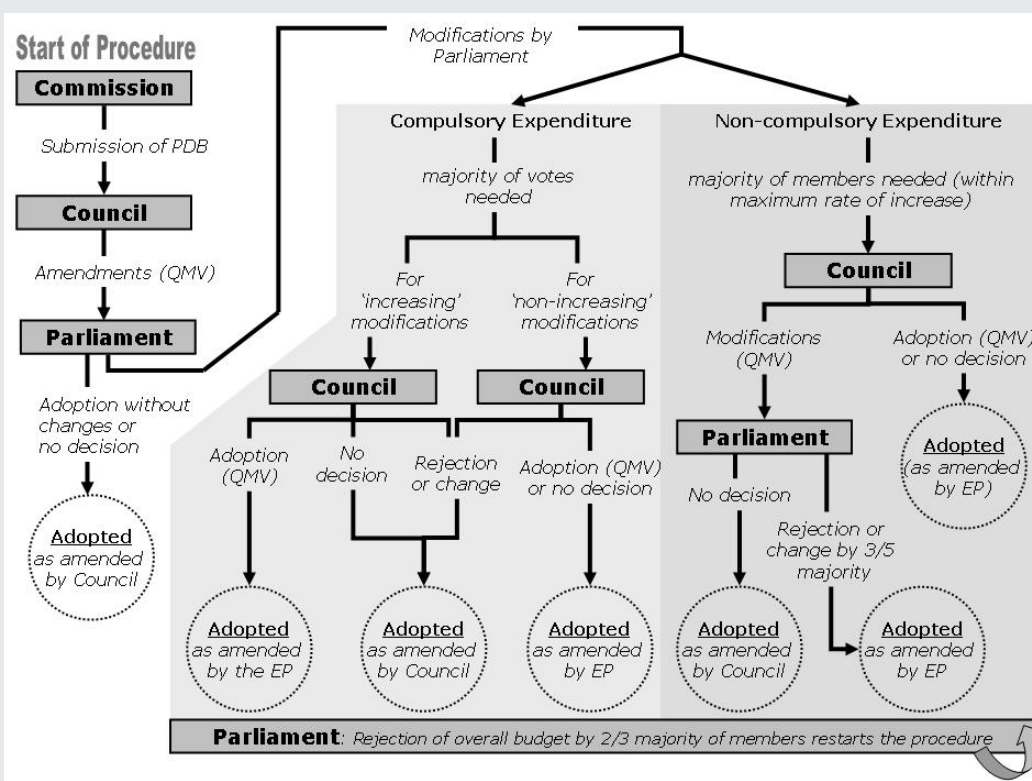 Start of Procedure
Commission
Submission of PDB
Council
Amendments (QMV)
Parliament
Adoption without
changes or
no decision
Adopted
as amended
by Council
Modifications by
Parliament
Compulsory Expenditure
majority of votes
needed
For
'increasing'
modifications
For
'non-increasing'
modifications
Council
Council
Adoption
(QMV)
No
decision
Rejection
or change
Adoption (QMV)
or no decision
Adopted
as amended
by the EP
Adopted
as amended
by Council
Adopted
as amended
by EP
Non-compulsory Expenditure
majority of members needed (within
maximum rate of increase)
Council
Modifications
(QMV)
Adoption (QMV)
or no decision
Parliament
Adopted
(as amended
by EP)
No decision
Rejection or
change by 3/5
majority
Adopted
as amended
by Council
Adopted
as amended
by EP
Parliament: Rejection of overall budget by 2/3 majority of members restarts the procedure